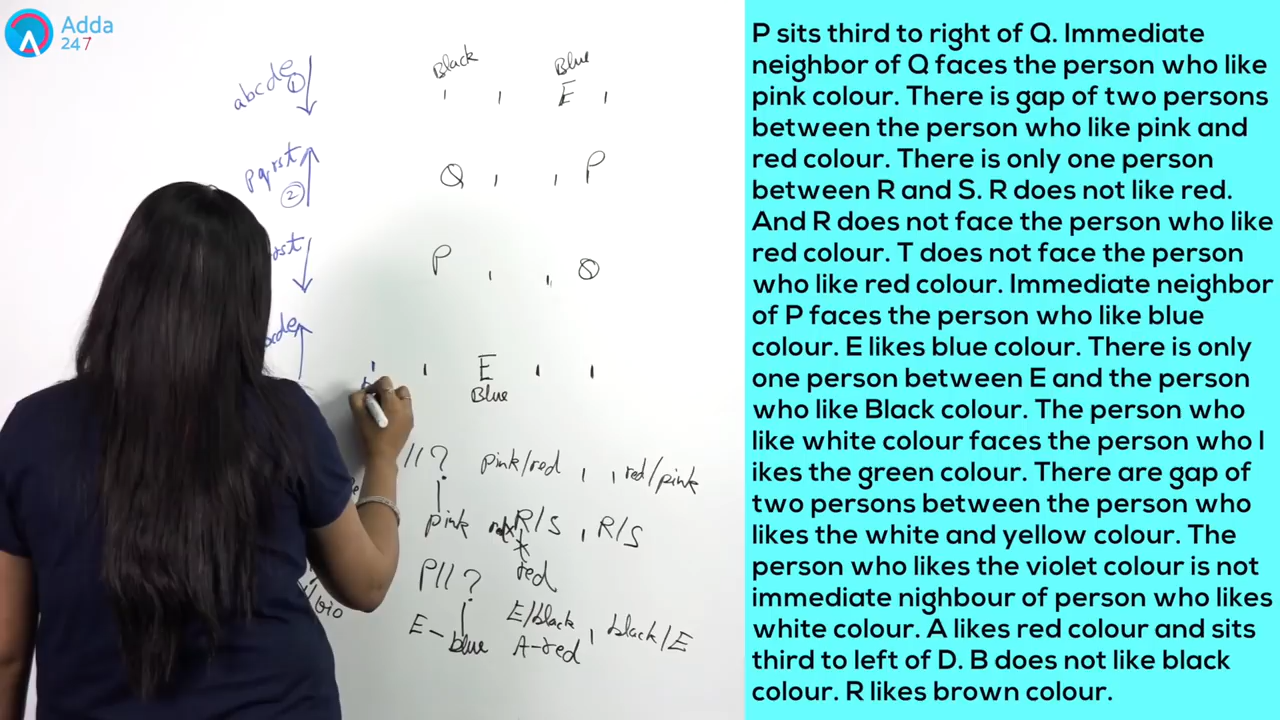 Adda
247
P sits third to right of Q. Immediate
neighbor of Q faces the person who like
pink colour. There is gap of two persons
between the person who like pink and
red colour. There is only one person
between R and S. R does not like red.
And R does not face the person who like
red colour. T does not face the person
who like red colour. Immediate neighbor
of P faces the person who like blue
colour. E likes blue colour. There is only
one person between E and the person
who like Black colour. The person who
like white colour faces the person who l
ikes the green colour. There are gap of
two persons between the person who
likes the white and yellow colour. The
person who likes the violet colour is not
immediate nighbour of person who likes
white colour. A likes red colour and sits
third to left of D. B does not like black
colour. R likes brown colour.
Black Blue
abcde ① E
pqrst ② Q P
rst P Q
cde E
Blue
// ? pink/red , , red/pink
pink R/S , R/S
red
P// ?
E/black , black/E
E - blue A-red